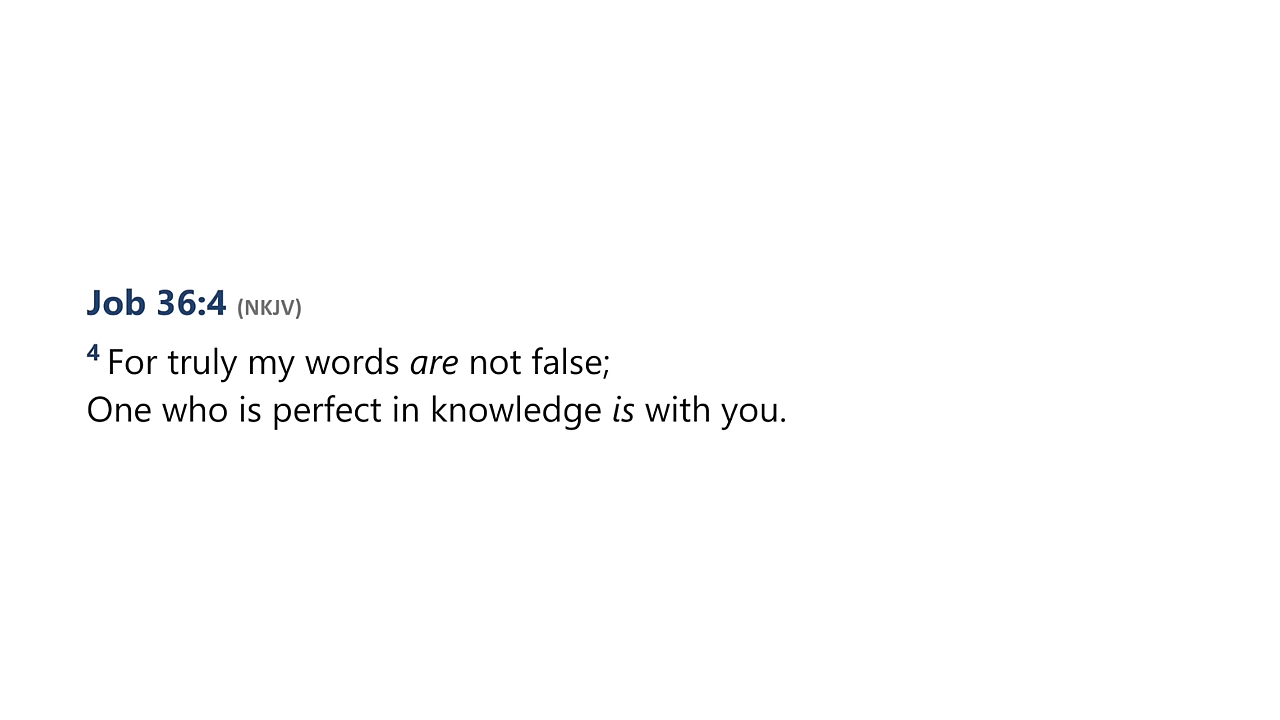 Job 36:4 (NKJV)
4 For truly my words are not false;
One who is perfect in knowledge is with you.